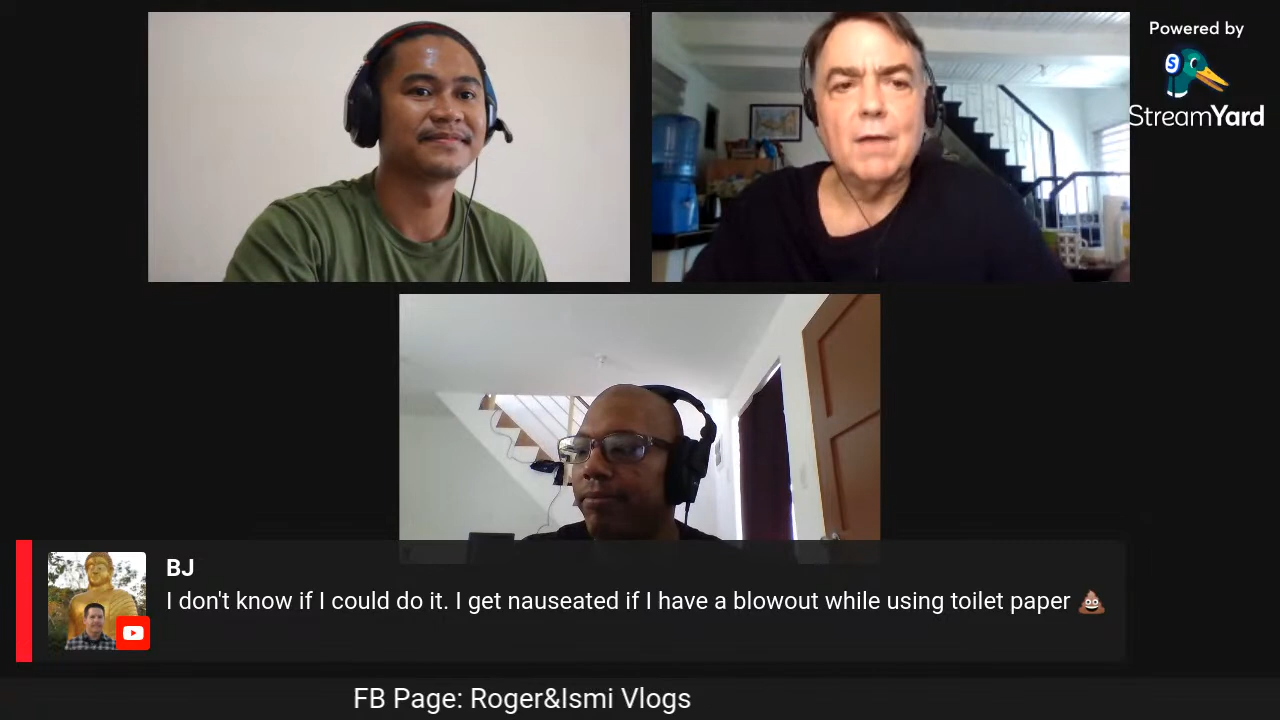 Powered by
StreamYard
BJ
I don't know if I could do it. I get nauseated if I have a blowout while using toilet paper 💩
FB Page: Roger&Ismi Vlogs